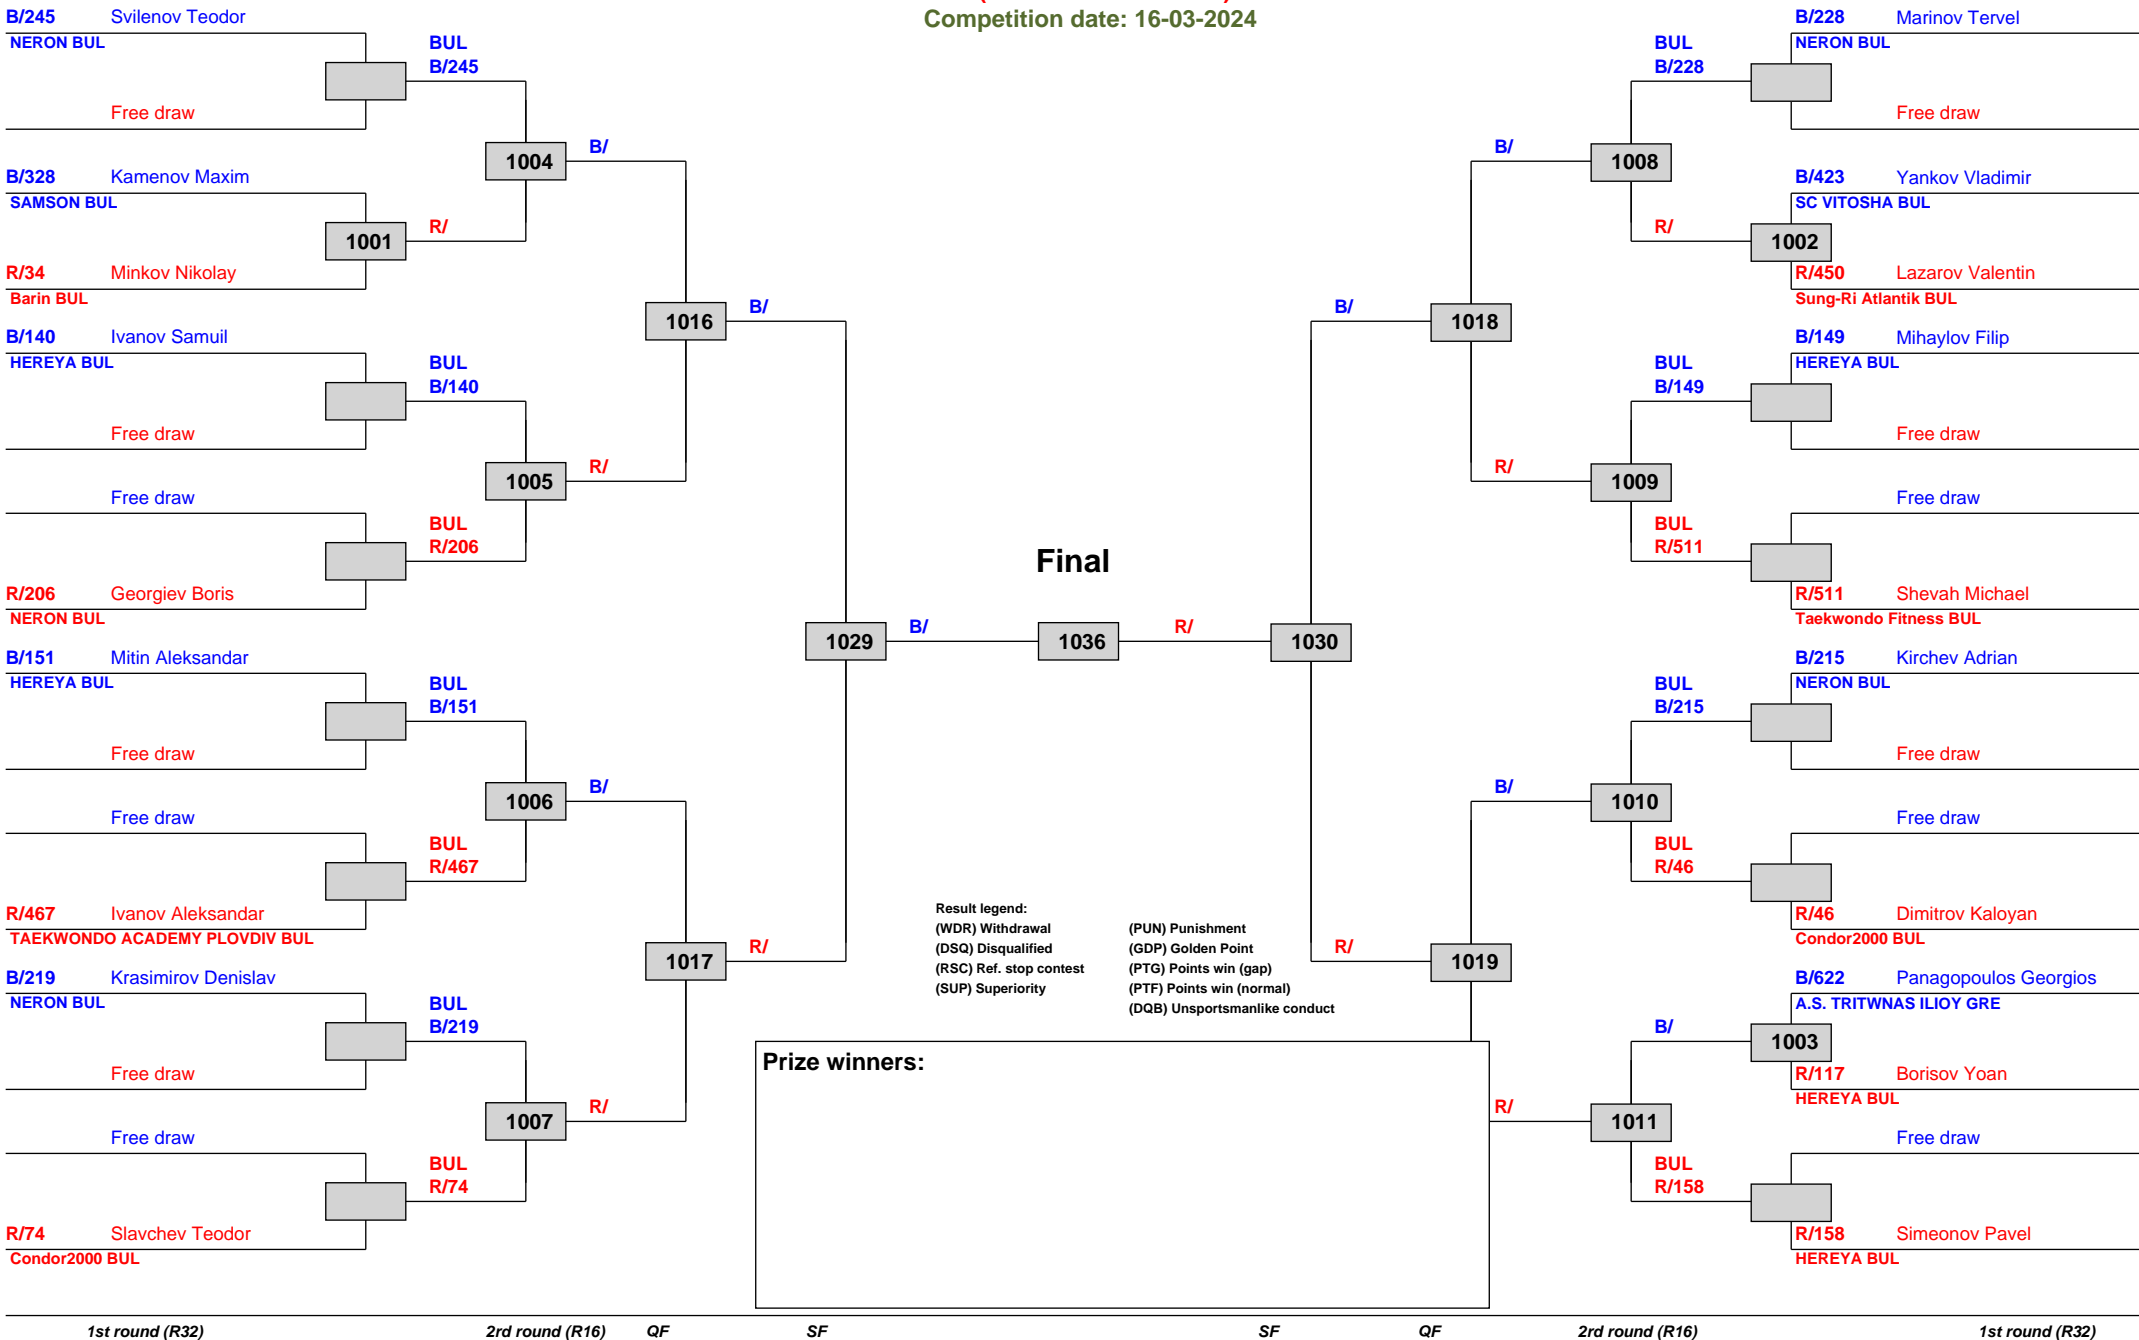 Competition date: 16-03-2024
B/245 Svilenov Teodor
NERON BUL
Free draw
BUL
B/245
B/328 Kamenov Maxim
SAMSON BUL
1001
R/34 Minkov Nikolay
Barin BUL
R/
1004
B/
B/140 Ivanov Samuil
HEREYA BUL
Free draw
BUL
B/140
Free draw
R/206 Georgiev Boris
NERON BUL
BUL
R/206
1005
R/
1016
B/
B/151 Mitin Aleksandar
HEREYA BUL
Free draw
BUL
B/151
Free draw
R/467 Ivanov Aleksandar
TAEKWONDO ACADEMY PLOVDIV BUL
BUL
R/467
1006
B/
B/219 Krasimirov Denislav
NERON BUL
Free draw
BUL
B/219
Free draw
R/74 Slavchev Teodor
Condor2000 BUL
BUL
R/74
1007
R/
1017
R/
1029
B/
Final
1036
R/
1030
B/
R/
1018
B/
R/
1019
B/
R/
1008
BUL
B/228
R/
1009
BUL
B/149
BUL
R/511
1010
BUL
B/215
BUL
R/46
1011
B/
BUL
R/158
B/228 Marinov Tervel
NERON BUL
Free draw
B/423 Yankov Vladimir
SC VITOSHA BUL
1002
R/450 Lazarov Valentin
Sung-Ri Atlantik BUL
B/149 Mihaylov Filip
HEREYA BUL
Free draw
Free draw
R/511 Shevah Michael
Taekwondo Fitness BUL
B/215 Kirchev Adrian
NERON BUL
Free draw
Free draw
R/46 Dimitrov Kaloyan
Condor2000 BUL
B/622 Panagopoulos Georgios
A.S. TRITWNAS ILIOY GRE
1003
R/117 Borisov Yoan
HEREYA BUL
Free draw
R/158 Simeonov Pavel
HEREYA BUL
Result legend:
(WDR) Withdrawal (PUN) Punishment
(DSQ) Disqualified (GDP) Golden Point
(RSC) Ref. stop contest (PTG) Points win (gap)
(SUP) Superiority (PTF) Points win (normal)
(DQB) Unsportsmanlike conduct
Prize winners:
1st round (R32) 2rd round (R16) QF SF SF QF 2rd round (R16) 1st round (R32)